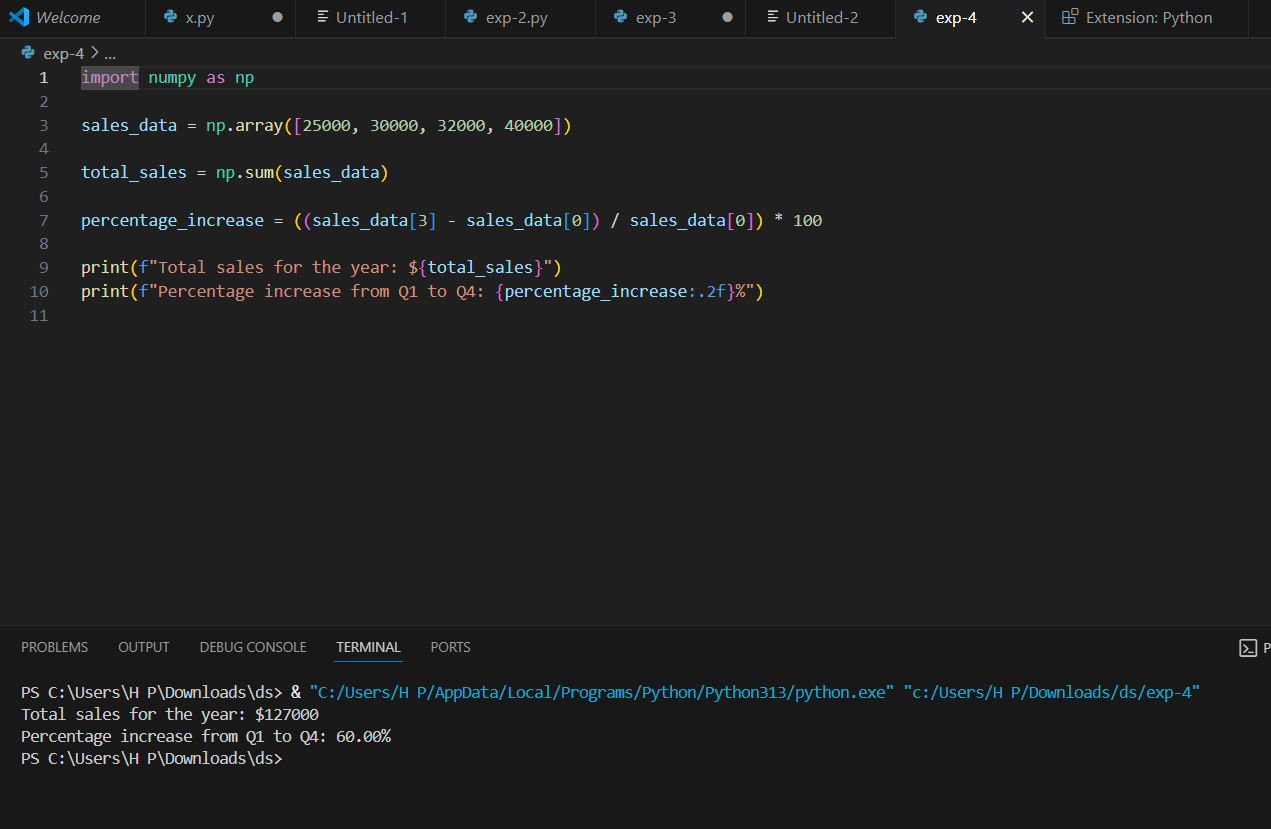 Welcome x.py Untitled-1 exp-2.py exp-3 Untitled-2 exp-4 Extension: Python
exp-4 > ...
1 import numpy as np
2
3 sales_data = np.array([25000, 30000, 32000, 40000])
4
5 total_sales = np.sum(sales_data)
6
7 percentage_increase = ((sales_data[3] - sales_data[0]) / sales_data[0]) * 100
8
9 print(f"Total sales for the year: ${total_sales}")
10 print(f"Percentage increase from Q1 to Q4: {percentage_increase:.2f}%")
11
PROBLEMS OUTPUT DEBUG CONSOLE TERMINAL PORTS P
PS C:\Users\H P\Downloads\ds> & "C:/Users/H P/AppData/Local/Programs/Python/Python313/python.exe" "c:/Users/H P/Downloads/ds/exp-4"
Total sales for the year: $127000
Percentage increase from Q1 to Q4: 60.00%
PS C:\Users\H P\Downloads\ds>